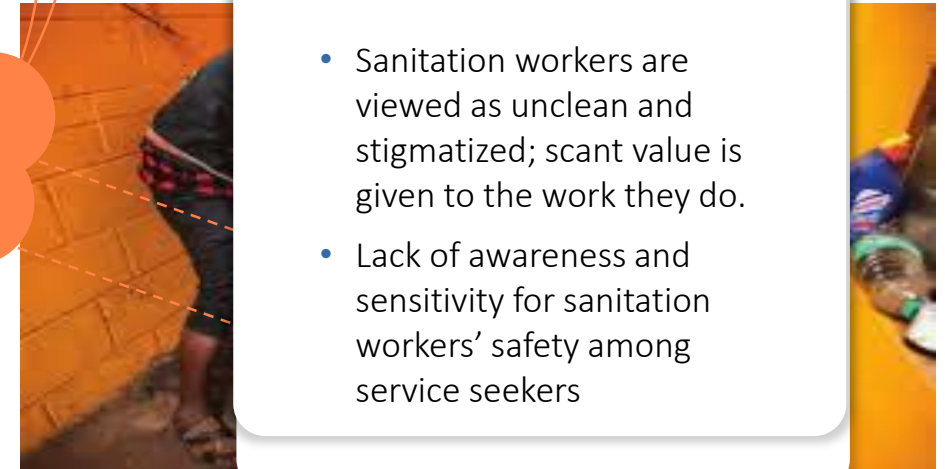 • Sanitation workers are
viewed as unclean and
stigmatized; scant value is
given to the work they do.
• Lack of awareness and
sensitivity for sanitation
workers’ safety among
service seekers